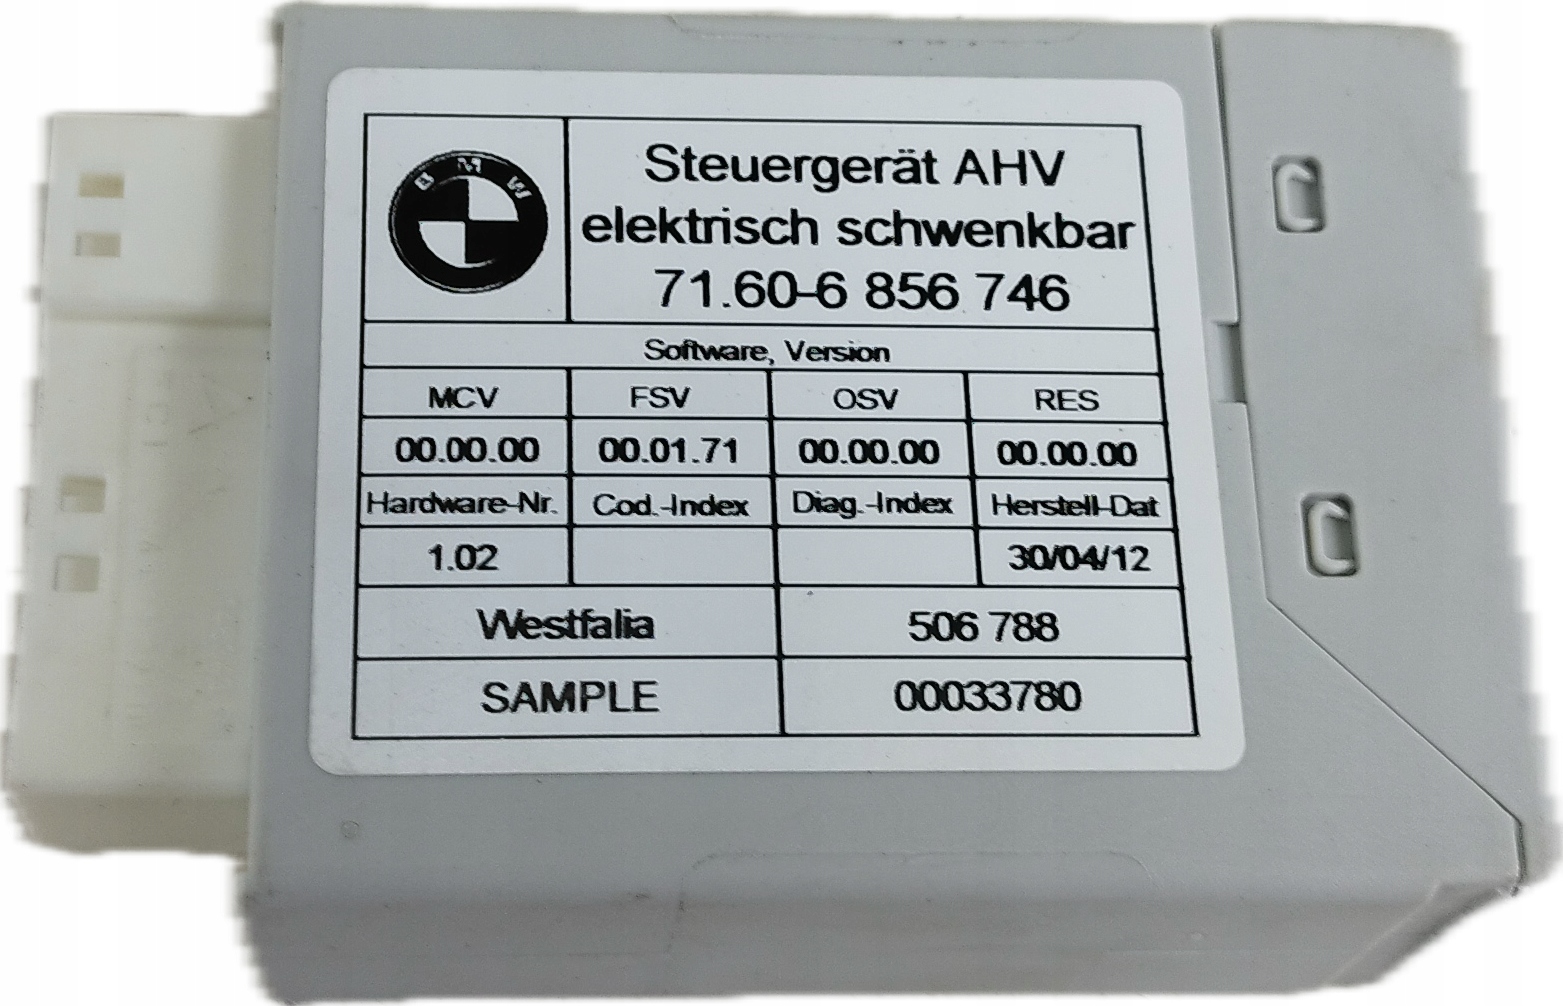 BMW
Steuergerät AHV
elektrisch schwenkbar
71.60-6 856 746
Software, Version
MCV FSV OSV RES
00.00.00 00.01.71 00.00.00 00.00.00
Hardware-Nr. Cod.-Index Diag.-Index Herstell-Dat
1.02 30/04/12
Westfalia 506 788
SAMPLE 00033780